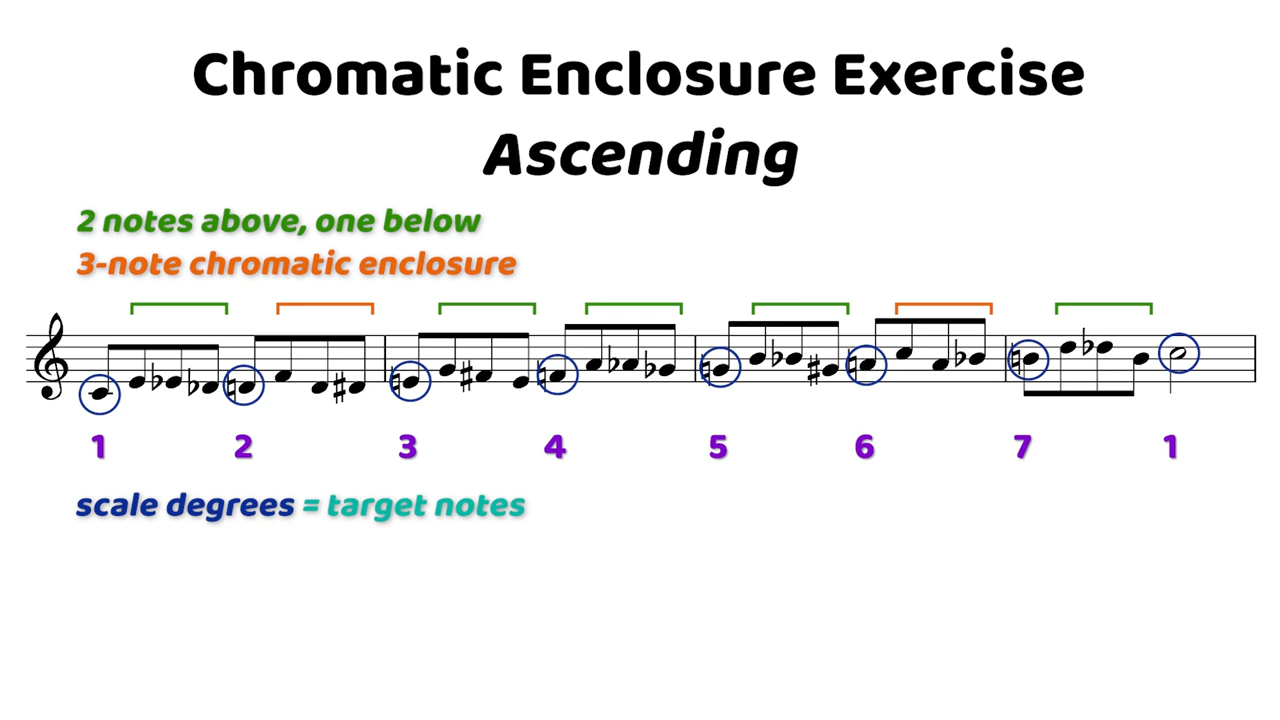 Chromatic Enclosure Exercise
Ascending
2 notes above, one below
3-note chromatic enclosure
1 2 3 4 5 6 7 1
scale degrees = target notes